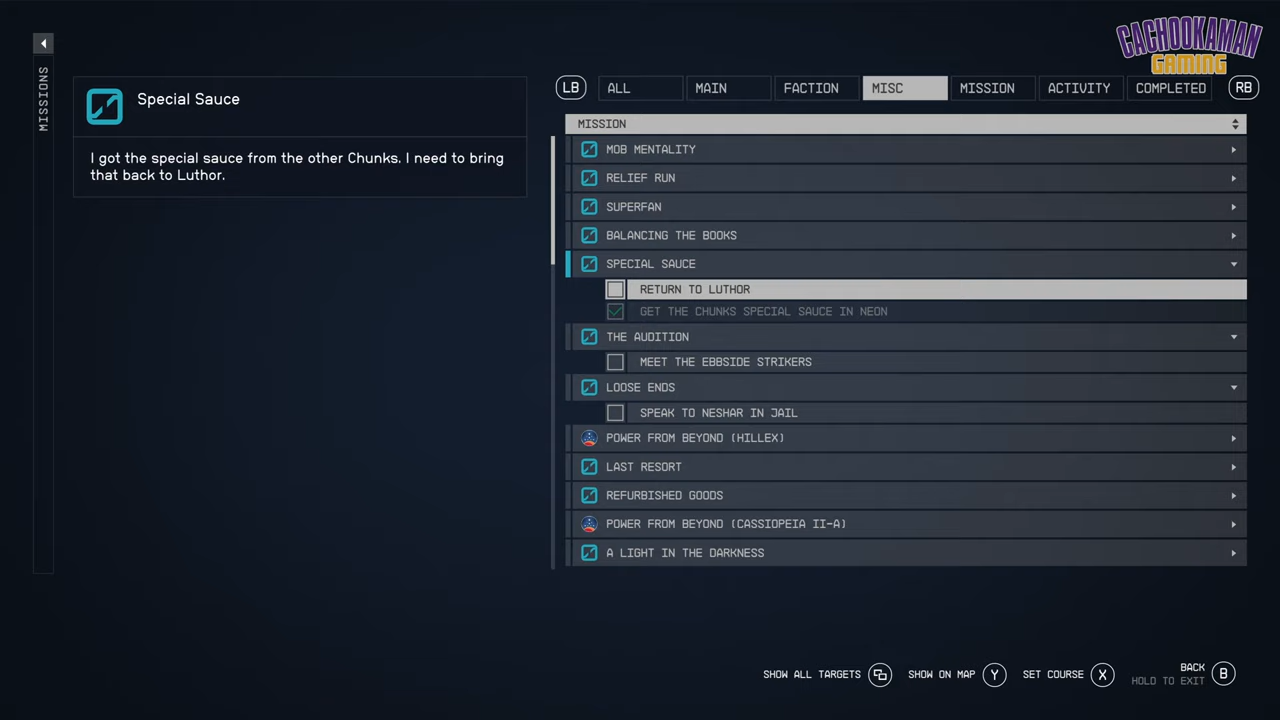 CACHOOKAMAN
GAMING
MISSIONS
Special Sauce
I got the special sauce from the other Chunks. I need to bring
that back to Luthor.
LB ALL MAIN FACTION MISC MISSION ACTIVITY COMPLETED RB
MISSION
MOB MENTALITY
RELIEF RUN
SUPERFAN
BALANCING THE BOOKS
SPECIAL SAUCE
RETURN TO LUTHOR
GET THE CHUNKS SPECIAL SAUCE IN NEON
THE AUDITION
MEET THE EBBSIDE STRIKERS
LOOSE ENDS
SPEAK TO NESHAR IN JAIL
POWER FROM BEYOND (HILLEX)
LAST RESORT
REFURBISHED GOODS
POWER FROM BEYOND (CASSIOPEIA II-A)
A LIGHT IN THE DARKNESS
SHOW ALL TARGETS SHOW ON MAP Y SET COURSE X BACK B
HOLD TO EXIT